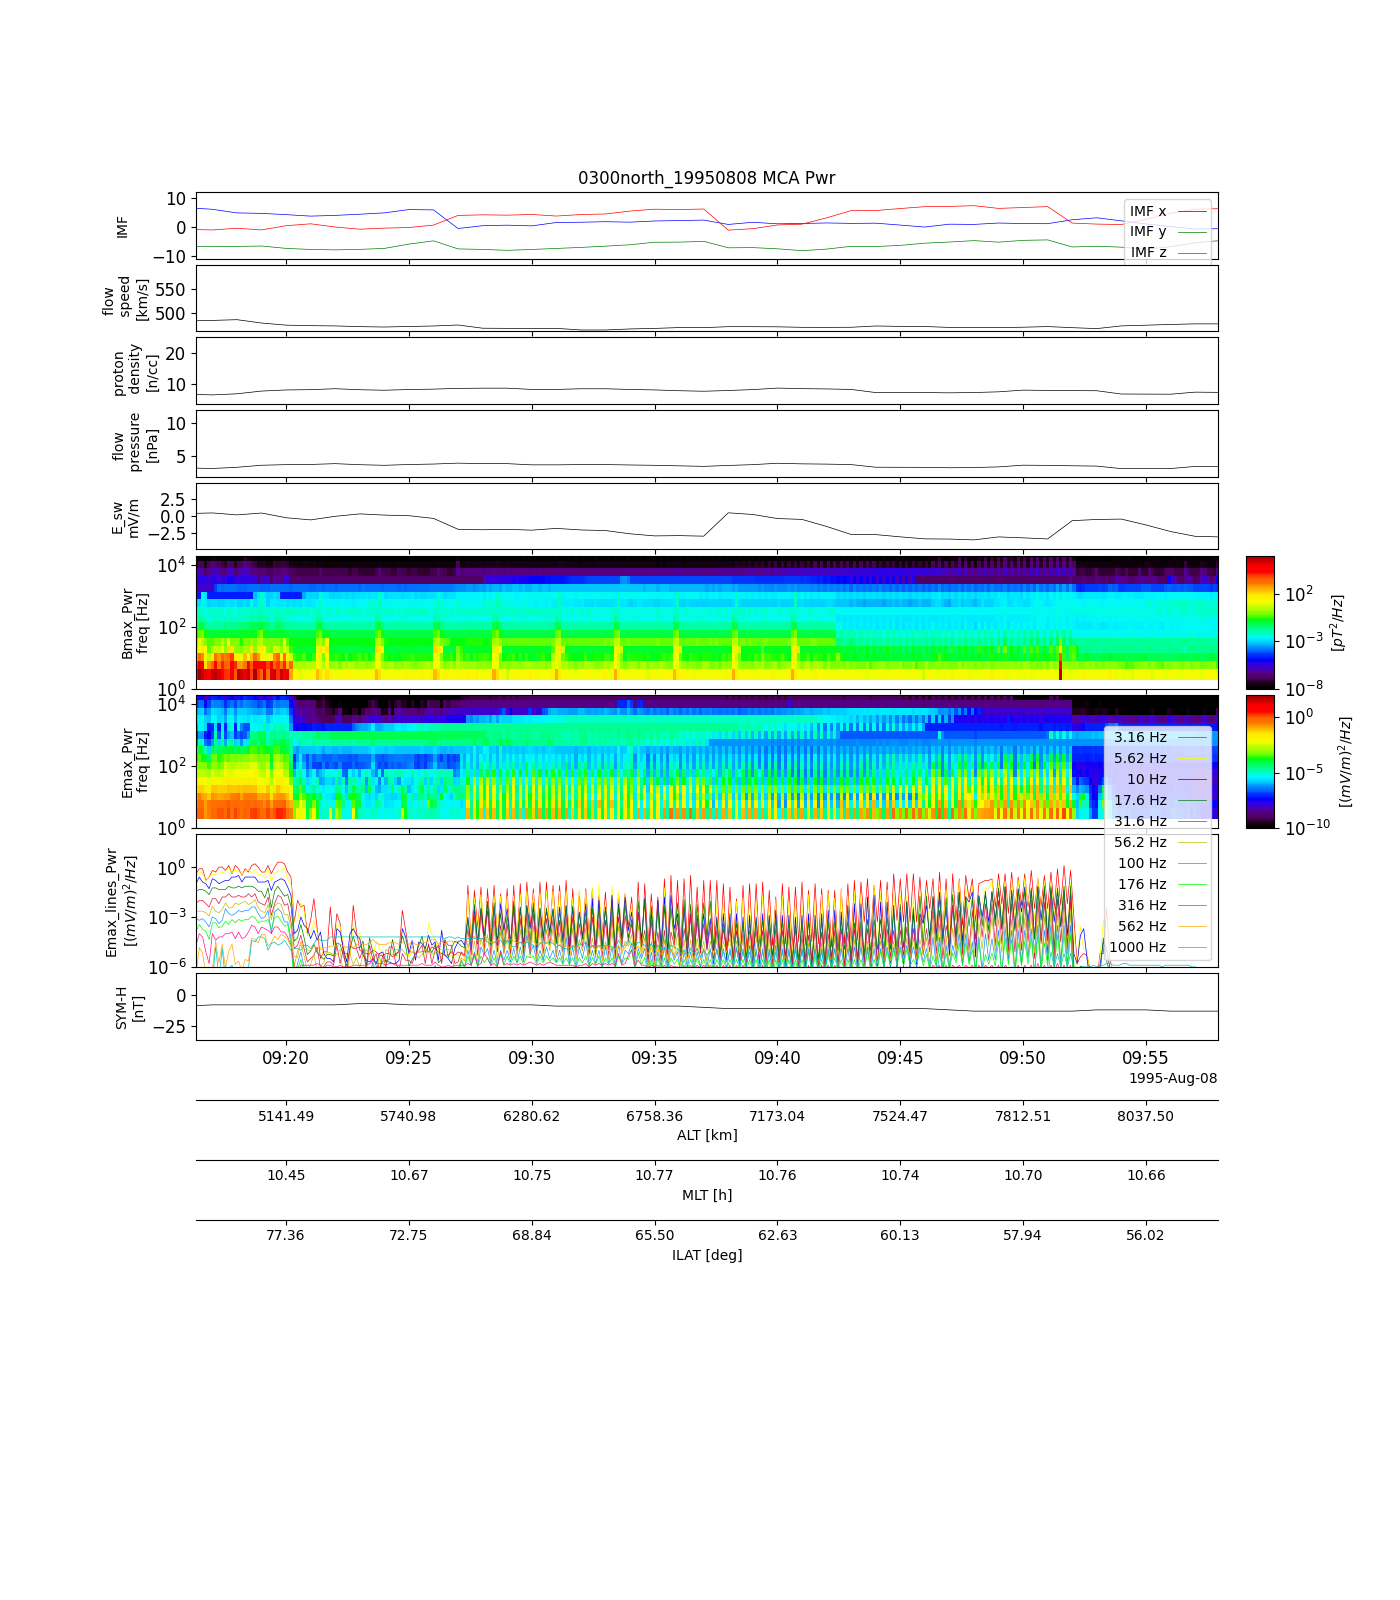 0300north_19950808 MCA Pwr
IMF
10
0
−10
IMF x
IMF y
IMF z
flow
speed
[km/s]
550
500
proton
density
[n/cc]
20
10
flow
pressure
[nPa]
10
5
E_sw
mV/m
2.5
0.0
−2.5
Bmax_Pwr
freq [Hz]
10^4
10^2
10^0
10^2
10^−3
10^−8
[pT^2/Hz]
Emax_Pwr
freq [Hz]
10^4
10^2
10^0
10^0
10^−5
10^−10
[(mV/m)^2/Hz]
3.16 Hz
5.62 Hz
10 Hz
17.6 Hz
31.6 Hz
56.2 Hz
100 Hz
176 Hz
316 Hz
562 Hz
1000 Hz
Emax_lines_Pwr
[(mV/m)^2/Hz]
10^0
10^−3
10^−6
SYM-H
[nT]
0
−25
09:20 09:25 09:30 09:35 09:40 09:45 09:50 09:55
1995-Aug-08
5141.49 5740.98 6280.62 6758.36 7173.04 7524.47 7812.51 8037.50
ALT [km]
10.45 10.67 10.75 10.77 10.76 10.74 10.70 10.66
MLT [h]
77.36 72.75 68.84 65.50 62.63 60.13 57.94 56.02
ILAT [deg]